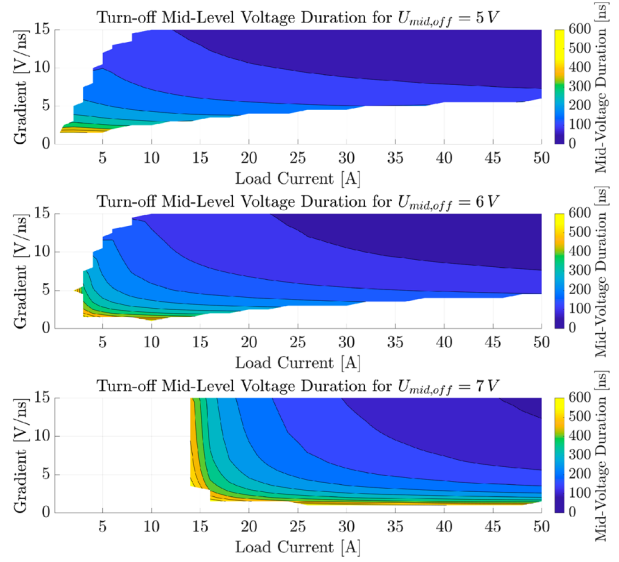 Turn-off Mid-Level Voltage Duration for U_mid,off = 5 V
15
10
5
0
Gradient [V/ns]
5 10 15 20 25 30 35 40 45 50
Load Current [A]
600
500
400
300
200
100
0
Mid-Voltage Duration [ns]
Turn-off Mid-Level Voltage Duration for U_mid,off = 6 V
15
10
5
0
Gradient [V/ns]
5 10 15 20 25 30 35 40 45 50
Load Current [A]
600
500
400
300
200
100
0
Mid-Voltage Duration [ns]
Turn-off Mid-Level Voltage Duration for U_mid,off = 7 V
15
10
5
0
Gradient [V/ns]
5 10 15 20 25 30 35 40 45 50
Load Current [A]
600
500
400
300
200
100
0
Mid-Voltage Duration [ns]